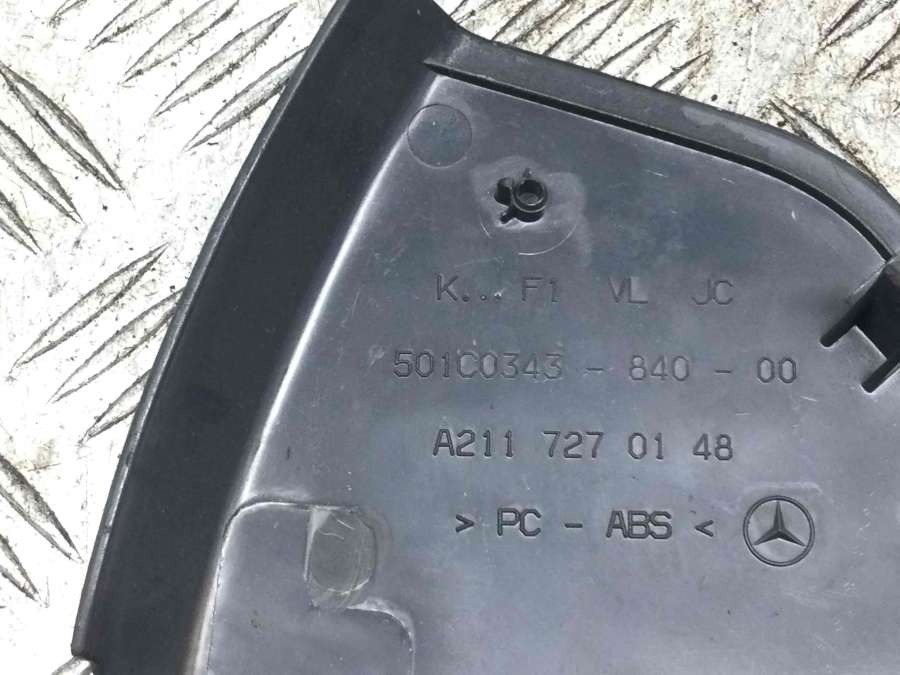 K... F1 VL JC
501C0343 - 840 - 00
A211 727 01 48
> PC - ABS <